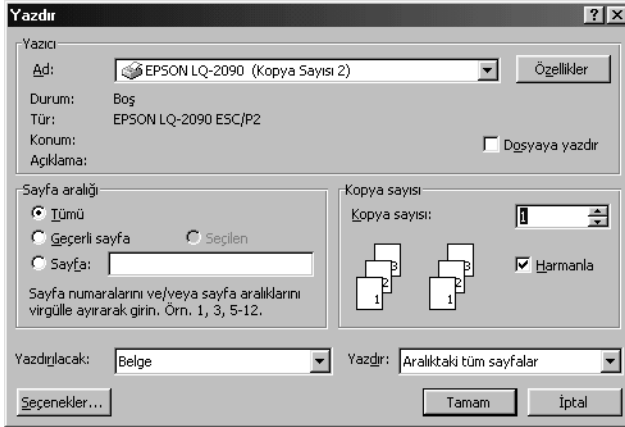 Yazdır
Yazıcı
Ad: EPSON LQ-2090 (Kopya Sayısı 2) Özellikler
Durum: Boş
Tür: EPSON LQ-2090 ESC/P2
Konum:
Açıklama:
Dosyaya yazdır
Sayfa aralığı
Tümü
Geçerli sayfa Seçilen
Sayfa:
Sayfa numaralarını ve/veya sayfa aralıklarını
virgülle ayırarak girin. Örn. 1, 3, 5-12.
Kopya sayısı
Kopya sayısı: 1
3 3
2 2
1 1
Harmanla
Yazdırılacak: Belge Yazdır: Aralıktaki tüm sayfalar
Seçenekler... Tamam İptal